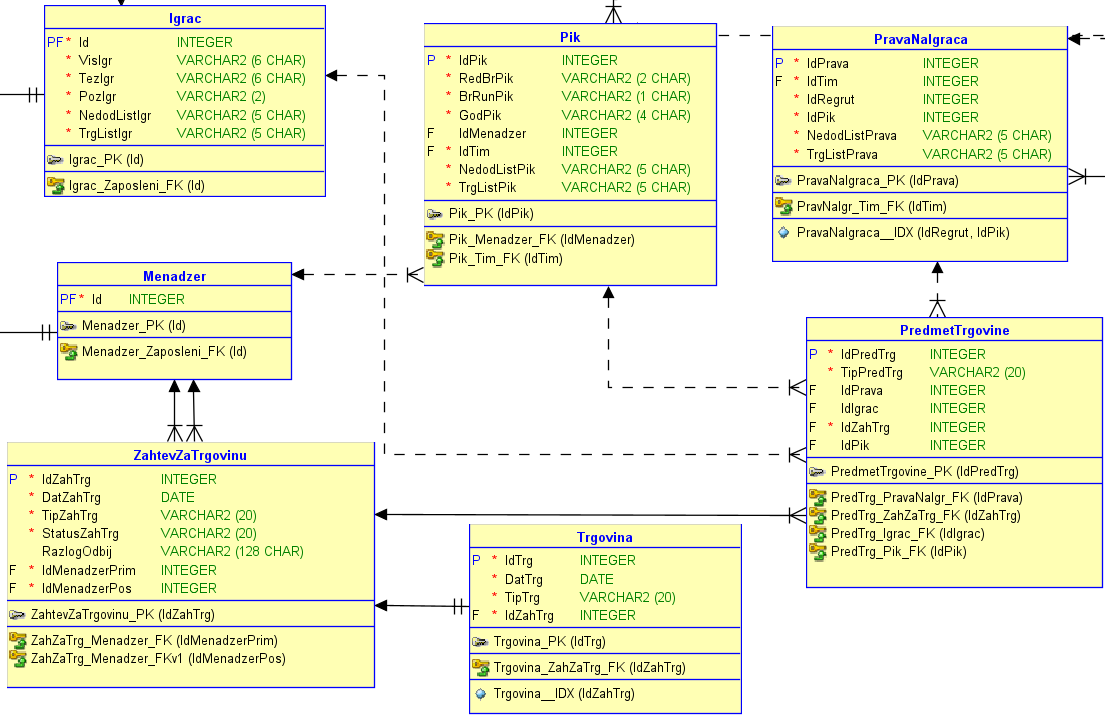 Igrac
PF* Id INTEGER
* VisIgr VARCHAR2 (6 CHAR)
* TezIgr VARCHAR2 (6 CHAR)
* PozIgr VARCHAR2 (2)
* NedodListIgr VARCHAR2 (5 CHAR)
* TrgListIgr VARCHAR2 (5 CHAR)
Igrac_PK (Id)
Igrac_Zaposleni_FK (Id)
Pik
P * IdPik INTEGER
* RedBrPik VARCHAR2 (2 CHAR)
* BrRunPik VARCHAR2 (1 CHAR)
* GodPik VARCHAR2 (4 CHAR)
F IdMenadzer INTEGER
F * IdTim INTEGER
* NedodListPik VARCHAR2 (5 CHAR)
* TrgListPik VARCHAR2 (5 CHAR)
Pik_PK (IdPik)
Pik_Menadzer_FK (IdMenadzer)
Pik_Tim_FK (IdTim)
PravaNaIgraca
P * IdPrava INTEGER
F * IdTim INTEGER
* IdRegrut INTEGER
* IdPik INTEGER
* NedodListPrava VARCHAR2 (5 CHAR)
* TrgListPrava VARCHAR2 (5 CHAR)
PravaNaIgraca_PK (IdPrava)
PravNaIgr_Tim_FK (IdTim)
PravaNaIgraca__IDX (IdRegrut, IdPik)
Menadzer
PF* Id INTEGER
Menadzer_PK (Id)
Menadzer_Zaposleni_FK (Id)
PredmetTrgovine
P * IdPredTrg INTEGER
* TipPredTrg VARCHAR2 (20)
F IdPrava INTEGER
F IdIgrac INTEGER
F * IdZahTrg INTEGER
F IdPik INTEGER
PredmetTrgovine_PK (IdPredTrg)
PredTrg_PravaNaIgr_FK (IdPrava)
PredTrg_ZahZaTrg_FK (IdZahTrg)
PredTrg_Igrac_FK (IdIgrac)
PredTrg_Pik_FK (IdPik)
ZahtevZaTrgovinu
P * IdZahTrg INTEGER
* DatZahTrg DATE
* TipZahTrg VARCHAR2 (20)
* StatusZahTrg VARCHAR2 (20)
RazlogOdbij VARCHAR2 (128 CHAR)
F * IdMenadzerPrim INTEGER
F * IdMenadzerPos INTEGER
ZahtevZaTrgovinu_PK (IdZahTrg)
ZahZaTrg_Menadzer_FK (IdMenadzerPrim)
ZahZaTrg_Menadzer_FKv1 (IdMenadzerPos)
Trgovina
P * IdTrg INTEGER
* DatTrg DATE
* TipTrg VARCHAR2 (20)
F * IdZahTrg INTEGER
Trgovina_PK (IdTrg)
Trgovina_ZahZaTrg_FK (IdZahTrg)
Trgovina__IDX (IdZahTrg)